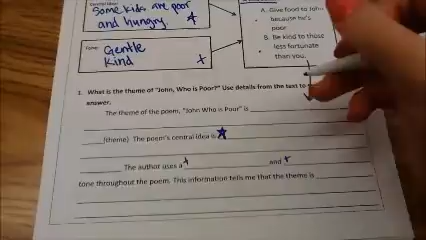 Some kids are poor
and hungry
Tone:
Gentle
Kind
A. Give food to John
because he's
poor
B. Be kind to those
less fortunate
than you.
1. What is the theme of "John, Who is Poor?" Use details from the text to
answer.
The theme of the poem, "John Who is Poor" is
(theme) The poem's central idea is
The author uses a and
tone throughout the poem. This information tells me that the theme is